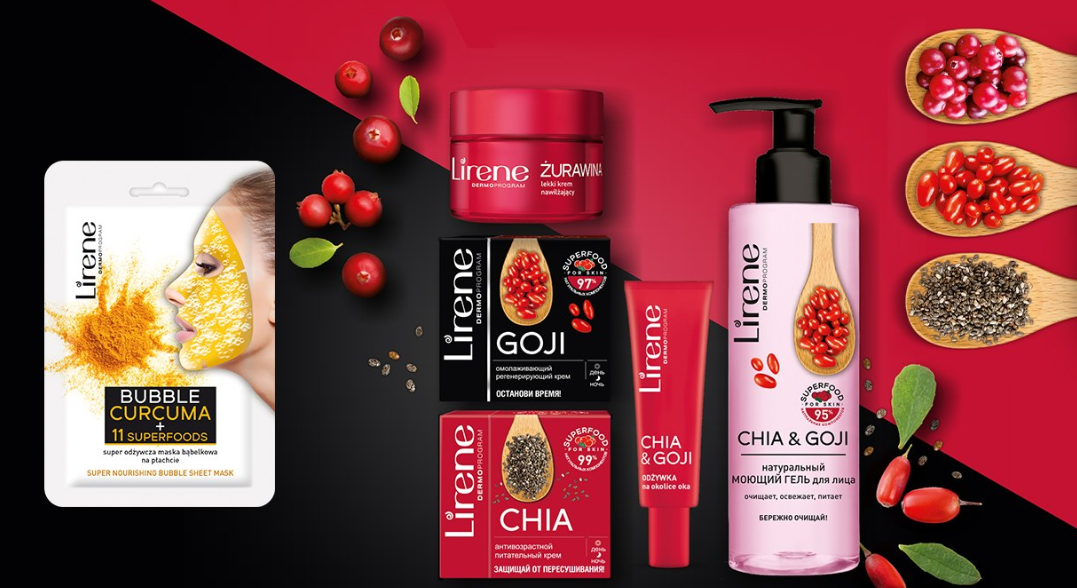 Lirene
DERMOPROGRAM
BUBBLE
CURCUMA
+
11 SUPERFOODS
super odżywcza maska bąbelkowa
na płachcie
SUPER NOURISHING BUBBLE SHEET MASK
Lirene
DERMOPROGRAM
ŻURAWINA
lekki krem
nawilżający
Lirene
DERMOPROGRAM
SUPERFOOD
FOR SKIN
97%
GOJI
омолаживающий
регенерирующий крем
ДЕНЬ
НОЧЬ
ОСТАНОВИ ВРЕМЯ!
Lirene
DERMOPROGRAM
SUPERFOOD
FOR SKIN
99%
CHIA
антивозрастной
питательный крем
ДЕНЬ
НОЧЬ
ЗАЩИЩАЙ ОТ ПЕРЕСУШИВАНИЯ!
Lirene
DERMOPROGRAM
CHIA
& GOJI
ODŻYWKA
na okolice oka
Lirene
DERMOPROGRAM
SUPERFOOD
FOR SKIN
95%
CHIA & GOJI
натуральный
МОЮЩИЙ ГЕЛЬ для лица
очищает, освежает, питает
БЕРЕЖНО ОЧИЩАЙ!